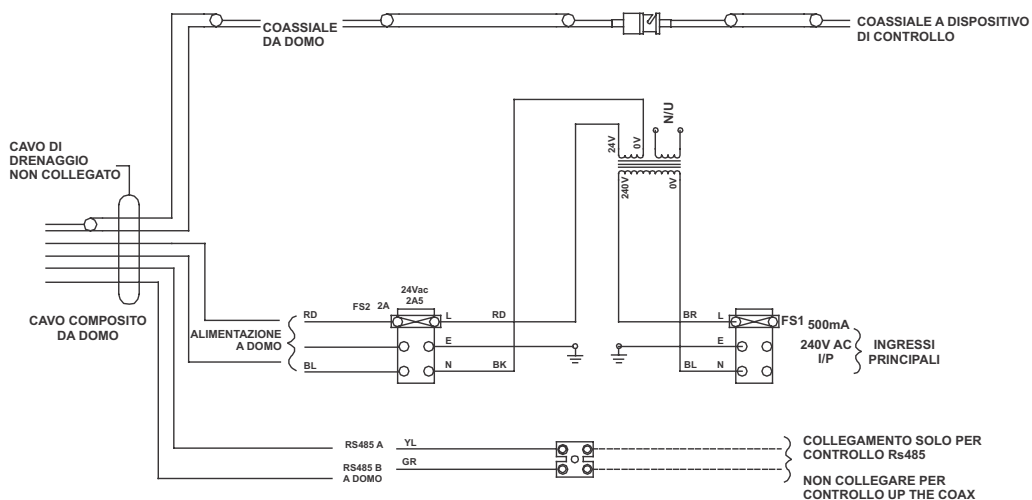 COASSIALE
DA DOMO
COASSIALE A DISPOSITIVO
DI CONTROLLO
N/U
24V
0V
240V
0V
CAVO DI
DRENAGGIO
NON COLLEGATO
CAVO COMPOSITO
DA DOMO
24Vac
2A5
FS2 2A
RD
L
RD
BR
L
FS1 500mA
ALIMENTAZIONE
A DOMO
E
E
240V AC
I/P
INGRESSI
PRINCIPALI
BL
N
BK
BL
N
RS485 A
YL
RS485 B
A DOMO
GR
COLLEGAMENTO SOLO PER
CONTROLLO Rs485
NON COLLEGARE PER
CONTROLLO UP THE COAX